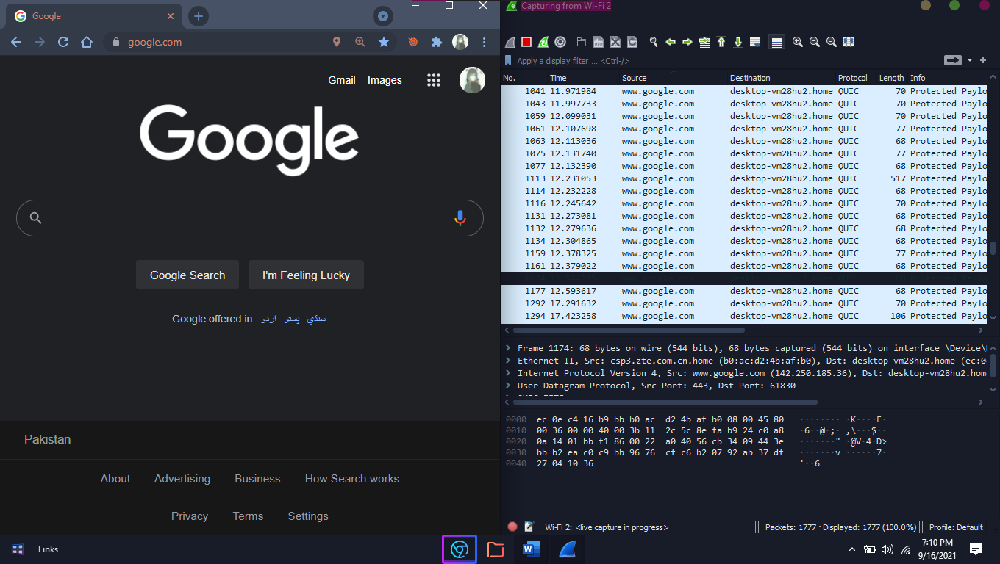 Google
google.com
Gmail Images
Google
Google Search I'm Feeling Lucky
Google offered in: اردو پښتو سنڌي
Pakistan
About Advertising Business How Search works
Privacy Terms Settings
Capturing from Wi-Fi 2
Apply a display filter ... <Ctrl-/>
No. Time Source Destination Protocol Length Info
1041 11.971984 www.google.com desktop-vm28hu2.home QUIC 70 Protected Paylo
1043 11.997733 www.google.com desktop-vm28hu2.home QUIC 70 Protected Paylo
1059 12.099031 www.google.com desktop-vm28hu2.home QUIC 70 Protected Paylo
1061 12.107698 www.google.com desktop-vm28hu2.home QUIC 77 Protected Paylo
1063 12.113036 www.google.com desktop-vm28hu2.home QUIC 68 Protected Paylo
1075 12.131740 www.google.com desktop-vm28hu2.home QUIC 77 Protected Paylo
1077 12.132390 www.google.com desktop-vm28hu2.home QUIC 68 Protected Paylo
1113 12.231053 www.google.com desktop-vm28hu2.home QUIC 517 Protected Paylo
1114 12.232228 www.google.com desktop-vm28hu2.home QUIC 68 Protected Paylo
1116 12.245642 www.google.com desktop-vm28hu2.home QUIC 70 Protected Paylo
1131 12.273081 www.google.com desktop-vm28hu2.home QUIC 68 Protected Paylo
1132 12.279636 www.google.com desktop-vm28hu2.home QUIC 68 Protected Paylo
1134 12.304865 www.google.com desktop-vm28hu2.home QUIC 68 Protected Paylo
1159 12.378325 www.google.com desktop-vm28hu2.home QUIC 77 Protected Paylo
1161 12.379022 www.google.com desktop-vm28hu2.home QUIC 68 Protected Paylo
1177 12.593617 www.google.com desktop-vm28hu2.home QUIC 68 Protected Paylo
1292 17.291632 www.google.com desktop-vm28hu2.home QUIC 70 Protected Paylo
1294 17.423258 www.google.com desktop-vm28hu2.home QUIC 106 Protected Paylo
Frame 1174: 68 bytes on wire (544 bits), 68 bytes captured (544 bits) on interface \Device\
Ethernet II, Src: csp3.zte.com.cn.home (b0:ac:d2:4b:af:b0), Dst: desktop-vm28hu2.home (ec:0
Internet Protocol Version 4, Src: www.google.com (142.250.185.36), Dst: desktop-vm28hu2.hom
User Datagram Protocol, Src Port: 443, Dst Port: 61830
0000 ec 0e c4 16 b9 bb b0 ac d2 4b af b0 08 00 45 80 ········ ·K····E·
0010 00 36 00 00 40 00 3b 11 2c 5c 8e fa b9 24 c0 a8 ·6··@·;· ,\···$··
0020 0a 14 01 bb f1 86 00 22 a0 40 56 cb 34 09 44 3e ·······" ·@V·4·D>
0030 bb b2 ea c0 c9 bb 96 76 cf c6 b2 07 92 ab 37 df ·······v ······7·
0040 27 04 10 36 '··6
Wi-Fi 2: <live capture in progress> Packets: 1777 · Displayed: 1777 (100.0%) Profile: Default
Links
7:10 PM
9/16/2021